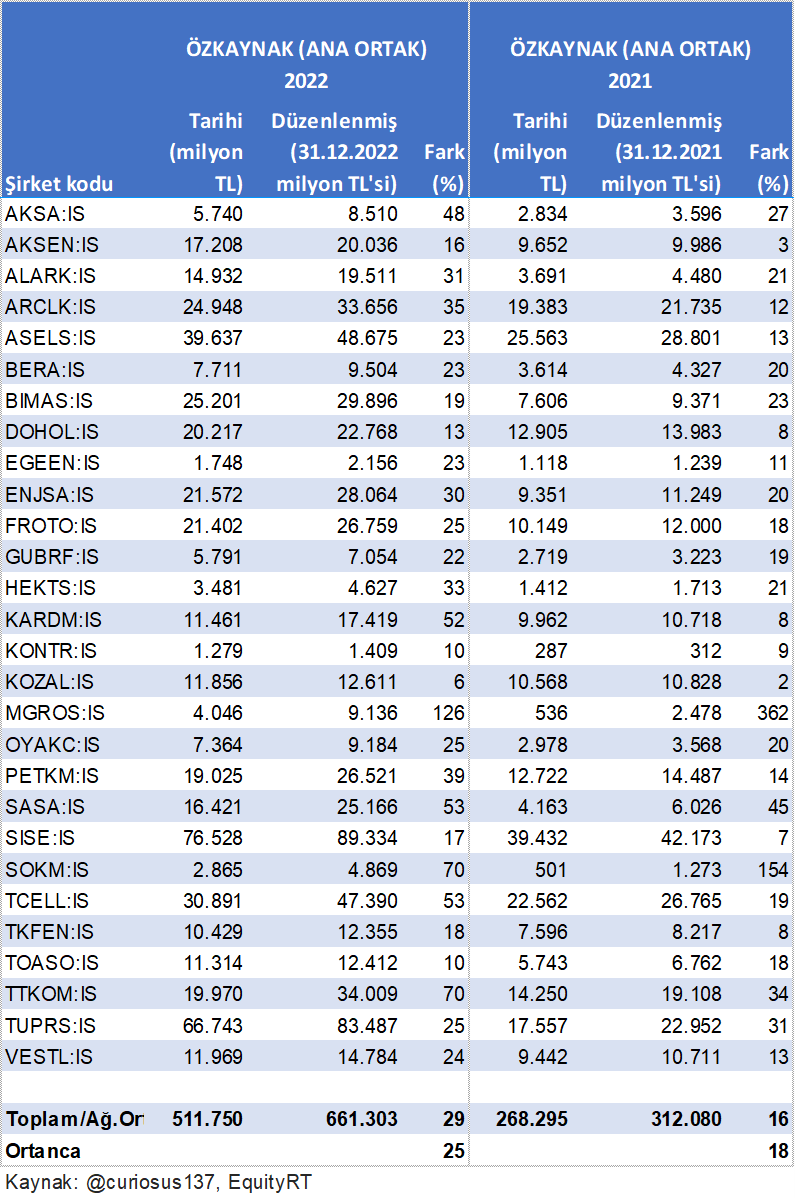 ÖZKAYNAK (ANA ORTAK) 2022 ÖZKAYNAK (ANA ORTAK) 2021
Şirket kodu Tarihi (milyon TL) Düzenlenmiş (31.12.2022 milyon TL'si) Fark (%) Tarihi (milyon TL) Düzenlenmiş (31.12.2021 milyon TL'si) Fark (%)
AKSA:IS 5.740 8.510 48 2.834 3.596 27
AKSEN:IS 17.208 20.036 16 9.652 9.986 3
ALARK:IS 14.932 19.511 31 3.691 4.480 21
ARCLK:IS 24.948 33.656 35 19.383 21.735 12
ASELS:IS 39.637 48.675 23 25.563 28.801 13
BERA:IS 7.711 9.504 23 3.614 4.327 20
BIMAS:IS 25.201 29.896 19 7.606 9.371 23
DOHOL:IS 20.217 22.768 13 12.905 13.983 8
EGEEN:IS 1.748 2.156 23 1.118 1.239 11
ENJSA:IS 21.572 28.064 30 9.351 11.249 20
FROTO:IS 21.402 26.759 25 10.149 12.000 18
GUBRF:IS 5.791 7.054 22 2.719 3.223 19
HEKTS:IS 3.481 4.627 33 1.412 1.713 21
KARDM:IS 11.461 17.419 52 9.962 10.718 8
KONTR:IS 1.279 1.409 10 287 312 9
KOZAL:IS 11.856 12.611 6 10.568 10.828 2
MGROS:IS 4.046 9.136 126 536 2.478 362
OYAKC:IS 7.364 9.184 25 2.978 3.568 20
PETKM:IS 19.025 26.521 39 12.722 14.487 14
SASA:IS 16.421 25.166 53 4.163 6.026 45
SISE:IS 76.528 89.334 17 39.432 42.173 7
SOKM:IS 2.865 4.869 70 501 1.273 154
TCELL:IS 30.891 47.390 53 22.562 26.765 19
TKFEN:IS 10.429 12.355 18 7.596 8.217 8
TOASO:IS 11.314 12.412 10 5.743 6.762 18
TTKOM:IS 19.970 34.009 70 14.250 19.108 34
TUPRS:IS 66.743 83.487 25 17.557 22.952 31
VESTL:IS 11.969 14.784 24 9.442 10.711 13
Toplam/Ağ.Ort 511.750 661.303 29 268.295 312.080 16
Ortanca 25 18
Kaynak: @curiosus137, EquityRT